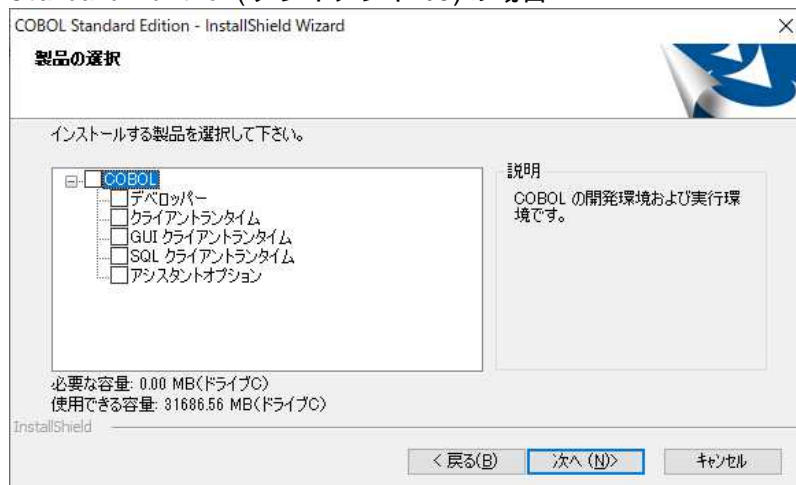 COBOL Standard Edition - InstallShield Wizard
製品の選択
インストールする製品を選択して下さい。
COBOL
デベロッパー
クライアントランタイム
GUI クライアントランタイム
SQL クライアントランタイム
アシスタントオプション
説明
COBOL の開発環境および実行環
境です。
必要な容量: 0.00 MB(ドライブC)
使用できる容量: 31686.56 MB(ドライブC)
InstallShield
< 戻る(B)
次へ (N)>
キャンセル